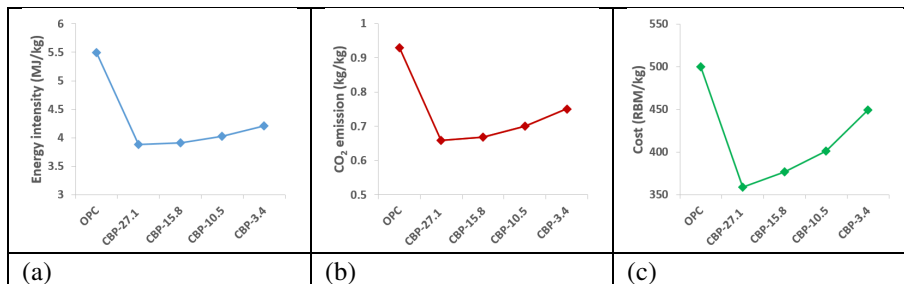 Energy intensity (MJ/kg)
6
5.5
5
4.5
4
3.5
3
OPC
CBP-27.1
CBP-15.8
CBP-10.5
CBP-3.4
(a)
CO₂ emission (kg/kg)
1
0.9
0.8
0.7
0.6
0.5
OPC
CBP-27.1
CBP-15.8
CBP-10.5
CBP-3.4
(b)
Cost (RBM/kg)
550
500
450
400
350
OPC
CBP-27.1
CBP-15.8
CBP-10.5
CBP-3.4
(c)